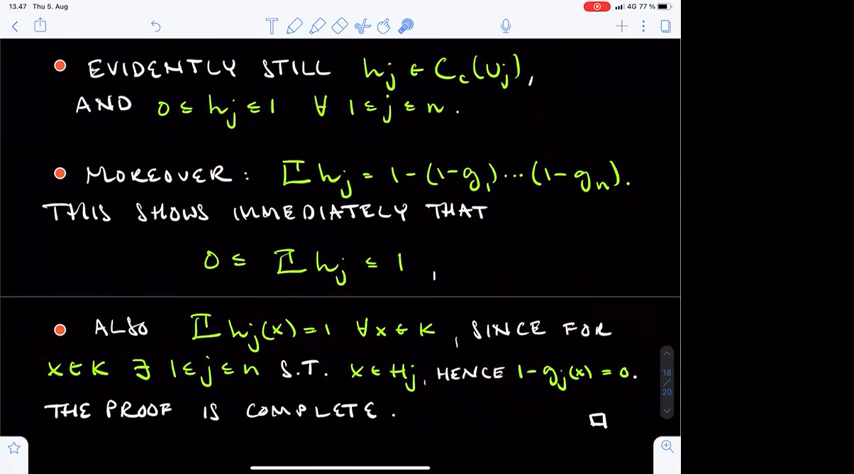 13.47 Thu 5. Aug
4G 77 %
• EVIDENTLY STILL hj ∈ Cc(Uj),
AND 0 ≤ hj ≤ 1 ∀ 1 ≤ j ≤ n.
• MOREOVER: Σ hj = 1 - (1 - g1) ··· (1 - gn).
THIS SHOWS IMMEDIATELY THAT
0 ≤ Σ hj ≤ 1,
• ALSO Σ hj(x) = 1 ∀ x ∈ K, SINCE FOR
x ∈ K ∃ 1 ≤ j ≤ n S.T. x ∈ Hj, HENCE 1 - gj(x) = 0.
THE PROOF IS COMPLETE. □
18 / 20